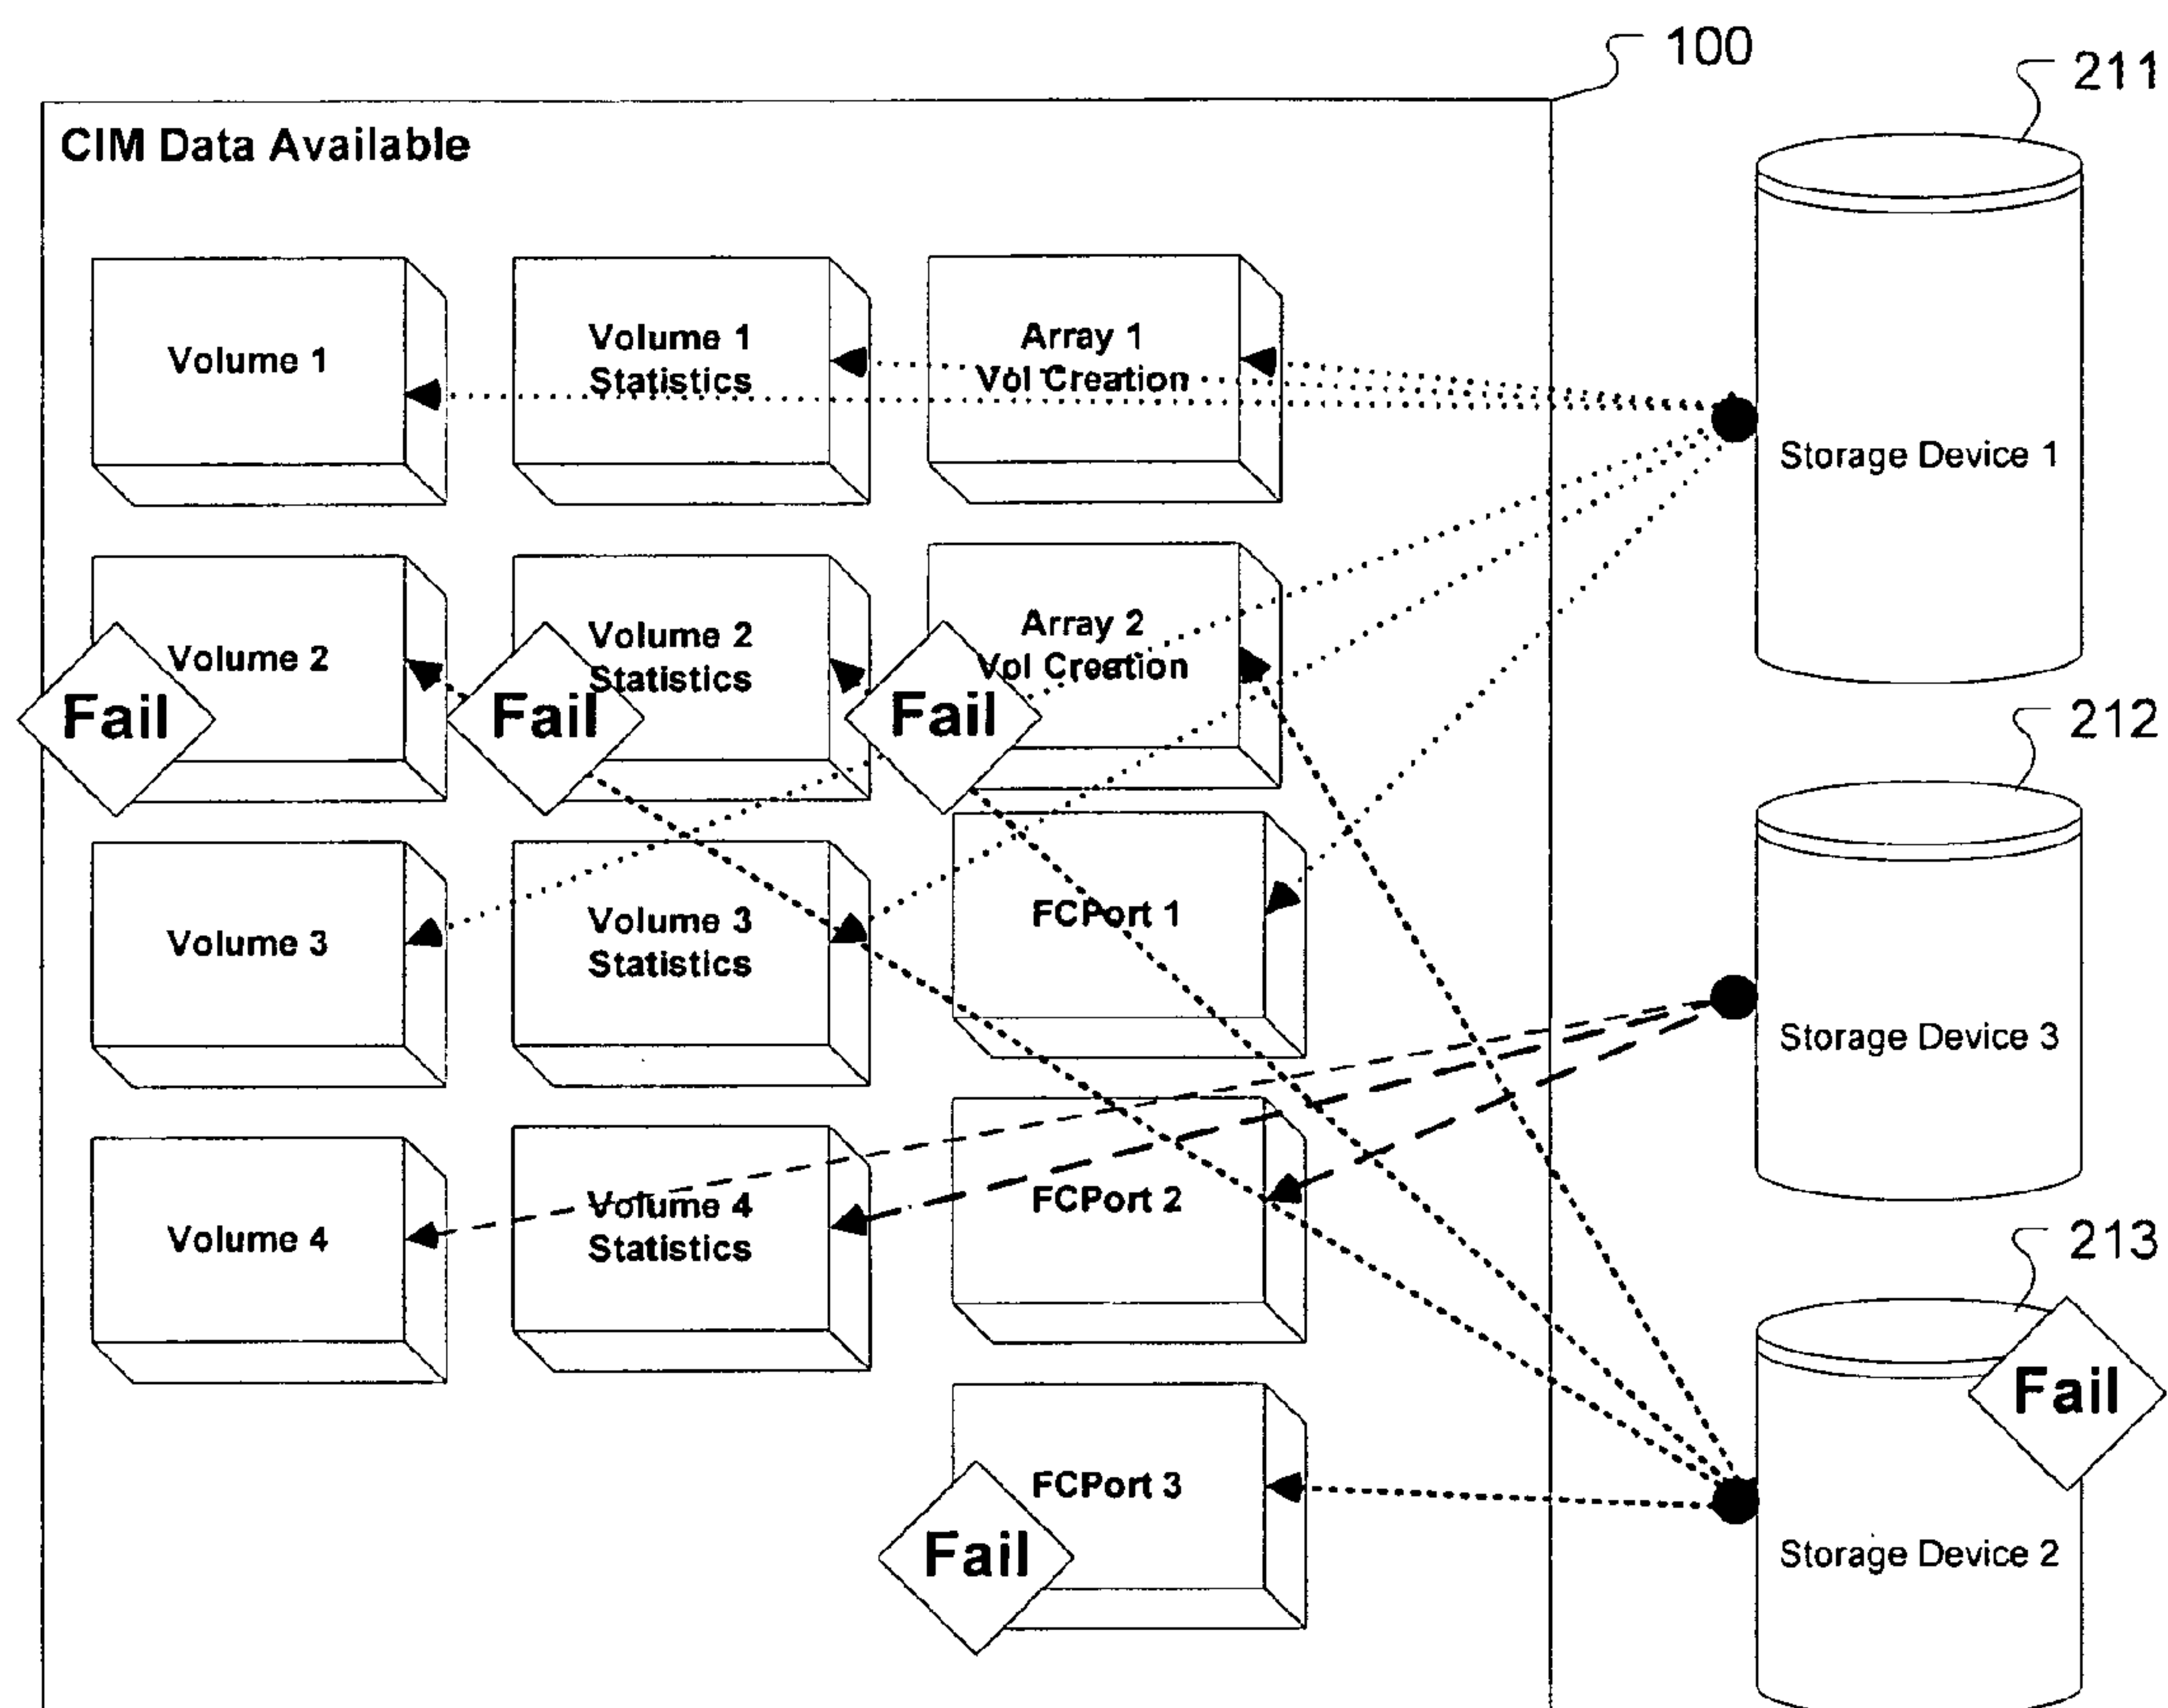 100
211
CIM Data Available
Volume 1
Volume 1
Statistics
Array 1
Vol Creation
Storage Device 1
Volume 2
Fail
Volume 2
Statistics
Fail
Array 2
Vol Creation
Fail
212
Volume 3
Volume 3
Statistics
FCPort 1
Storage Device 3
Volume 4
Volume 4
Statistics
FCPort 2
213
Fail
FCPort 3
Fail
Storage Device 2